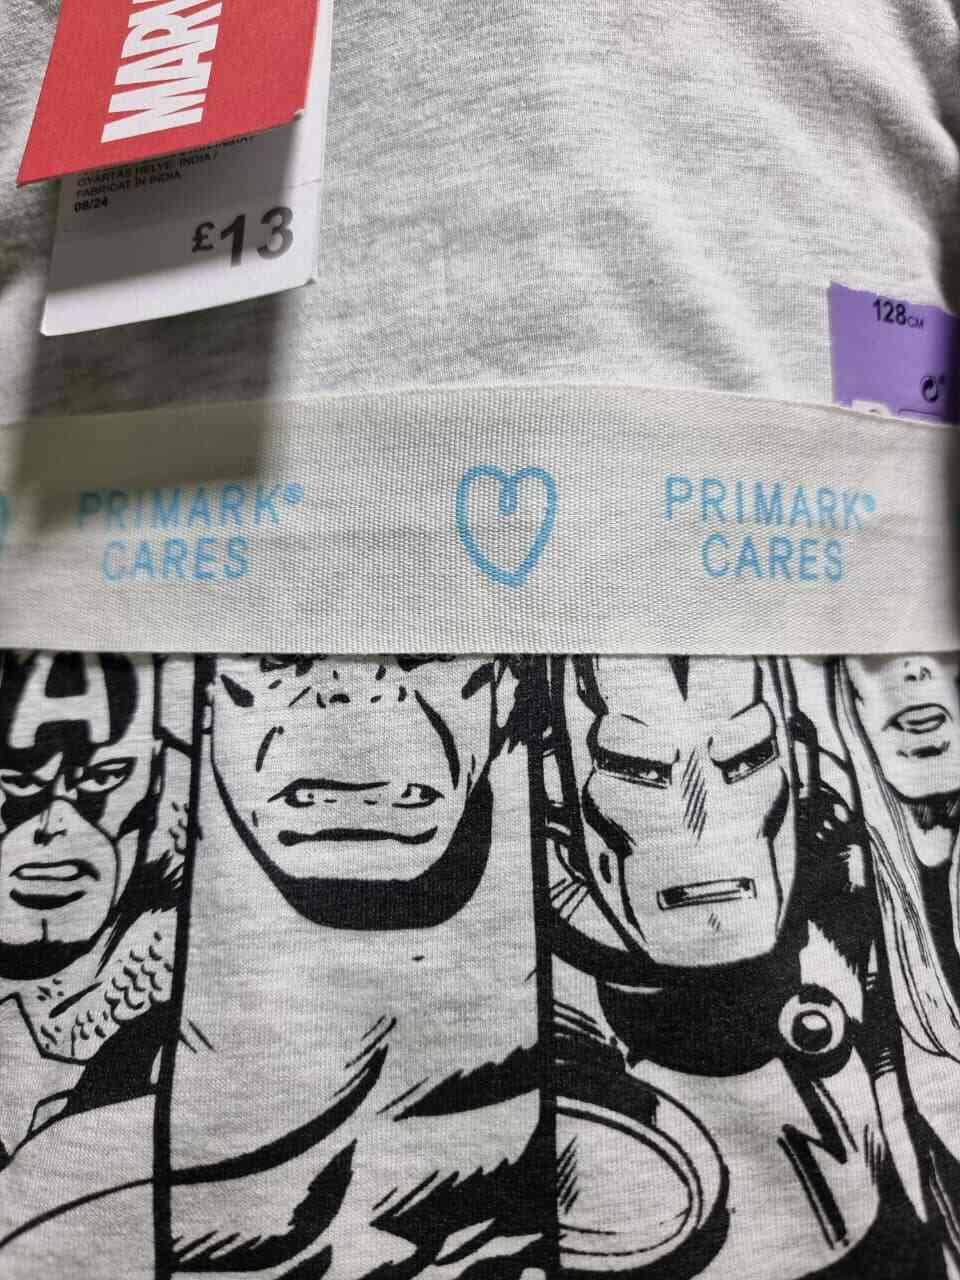 MARV
GYÁRTÁS HELYE: INDIA /
FABRICAT ÎN INDIA
08/24
£13
128CM
PRIMARK®
CARES
PRIMARK®
CARES
A